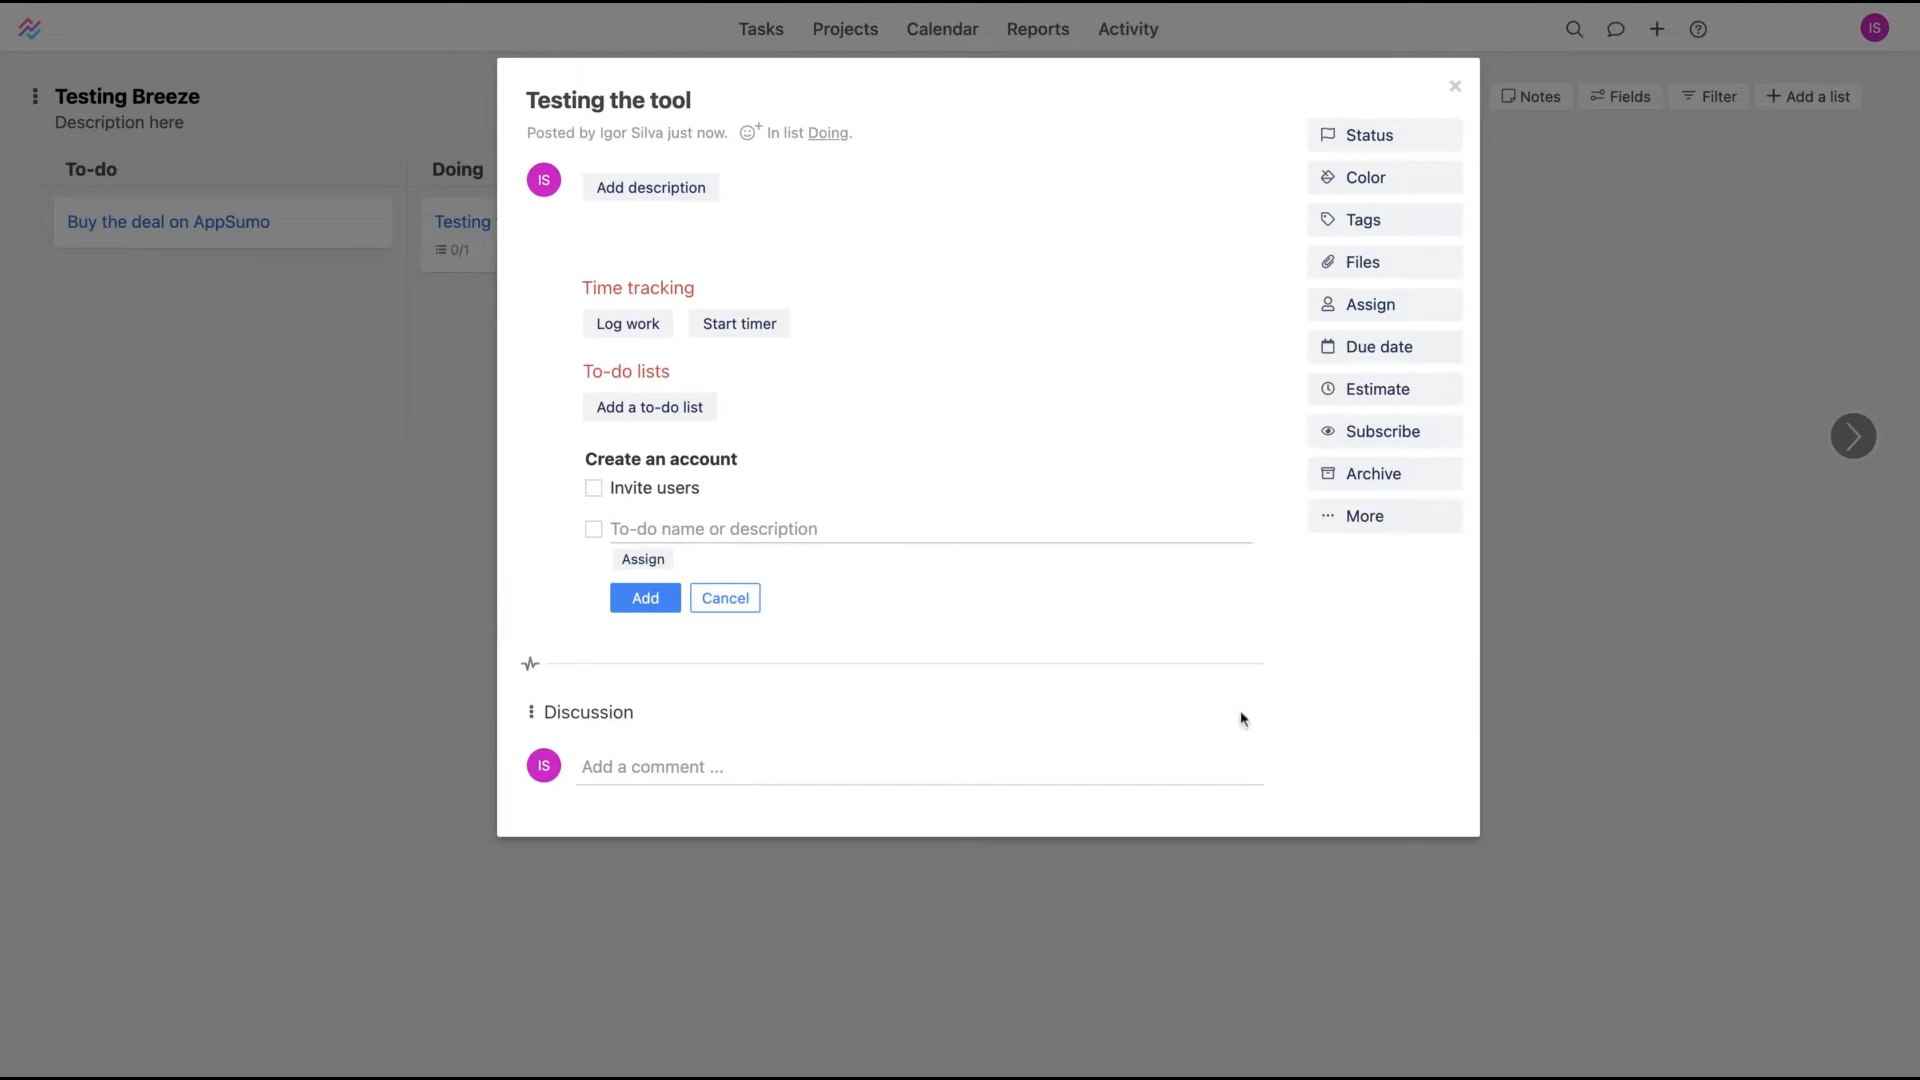 Tasks Projects Calendar Reports Activity
IS
Testing Breeze
Description here
Notes Fields Filter + Add a list
To-do
Buy the deal on AppSumo
Doing
Testing
0/1
Testing the tool
Posted by Igor Silva just now. In list Doing.
IS
Add description
Time tracking
Log work Start timer
To-do lists
Add a to-do list
Create an account
Invite users
To-do name or description
Assign
Add Cancel
Discussion
IS
Add a comment ...
Status
Color
Tags
Files
Assign
Due date
Estimate
Subscribe
Archive
More